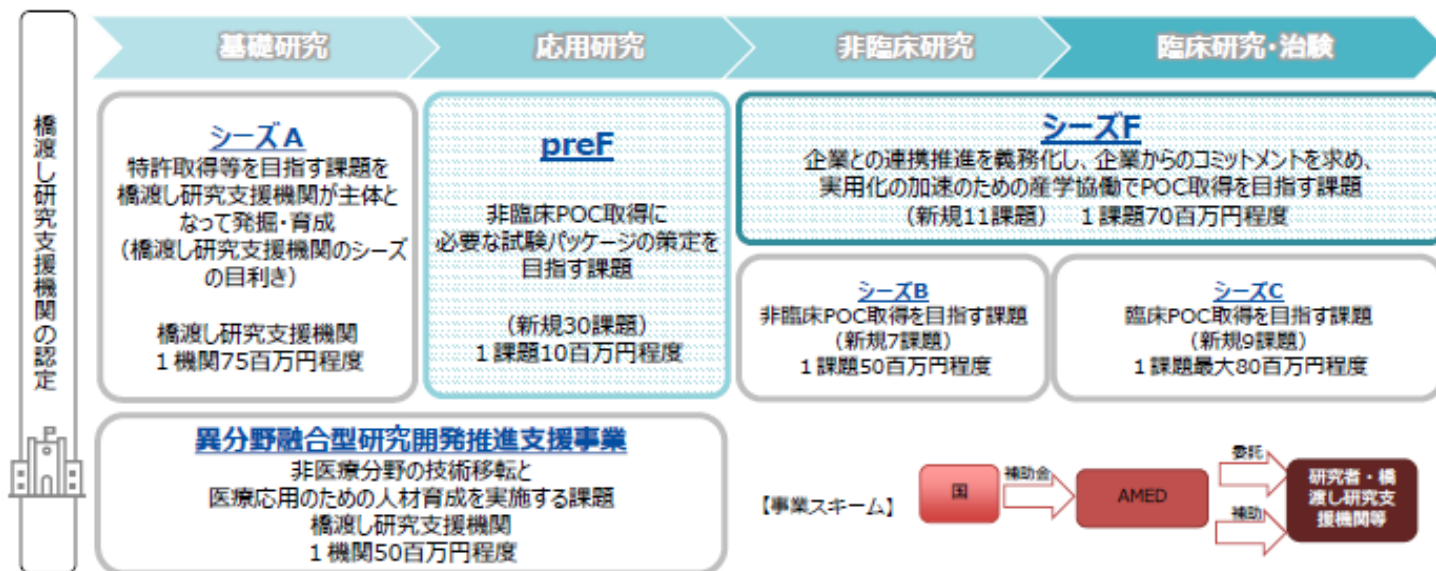 橋渡し研究支援機関の認定
基礎研究
応用研究
非臨床研究
臨床研究・治験
シーズA
特許取得等を目指す課題を
橋渡し研究支援機関が主体と
なって発掘・育成
(橋渡し研究支援機関のシーズ
の目利き)
橋渡し研究支援機関
1機関75百万円程度
preF
非臨床POC取得に
必要な試験パッケージの策定を
目指す課題
(新規30課題)
1課題10百万円程度
シーズF
企業との連携推進を義務化し、企業からのコミットメントを求め、
実用化の加速のための産学協働でPOC取得を目指す課題
(新規11課題) 1課題70百万円程度
シーズB
非臨床POC取得を目指す課題
(新規7課題)
1課題50百万円程度
シーズC
臨床POC取得を目指す課題
(新規9課題)
1課題最大80百万円程度
異分野融合型研究開発推進支援事業
非医療分野の技術移転と
医療応用のための人材育成を実施する課題
橋渡し研究支援機関
1機関50百万円程度
【事業スキーム】
国
補助金
AMED
委託
補助
研究者・橋
渡し研究支
援機関等